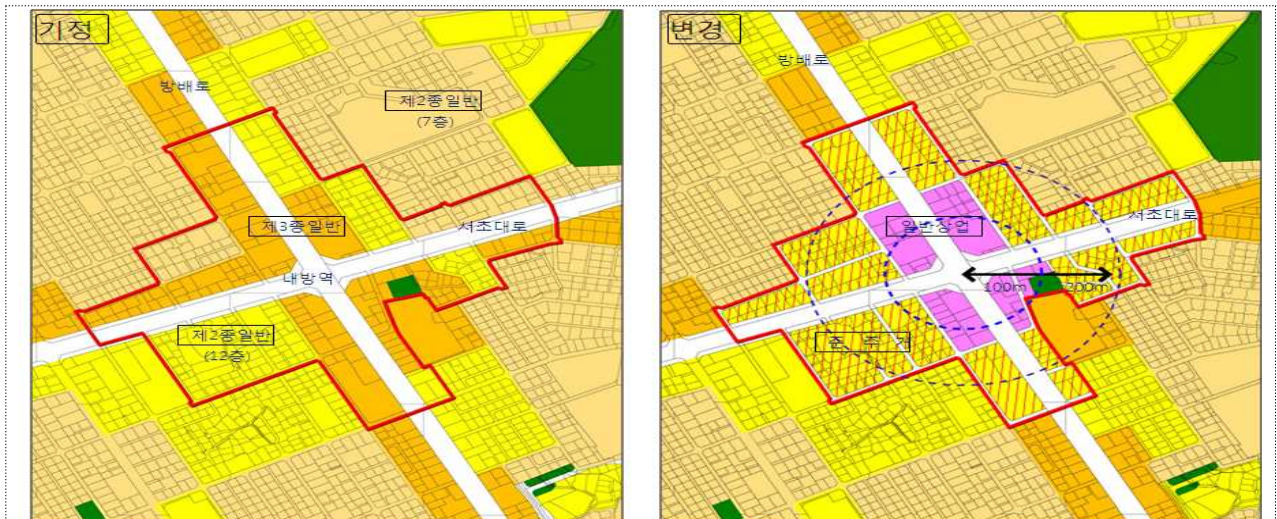 기정
방배로
제2종일반
(7층)
제3종일반
서초대로
내방역
제2종일반
(12층)
변경
방배로
일반상업
서초대로
100m
200m
준 주거